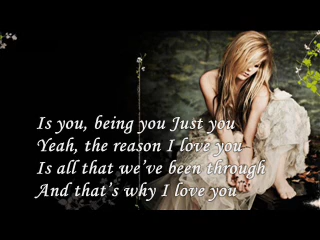 Is you, being you Just you
Yeah, the reason I love you
Is all that we've been through
And that's why I love you